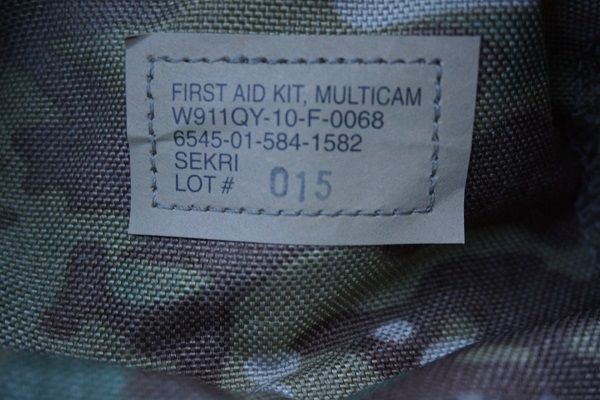 FIRST AID KIT, MULTICAM
W911QY-10-F-0068
6545-01-584-1582
SEKRI
LOT # 015